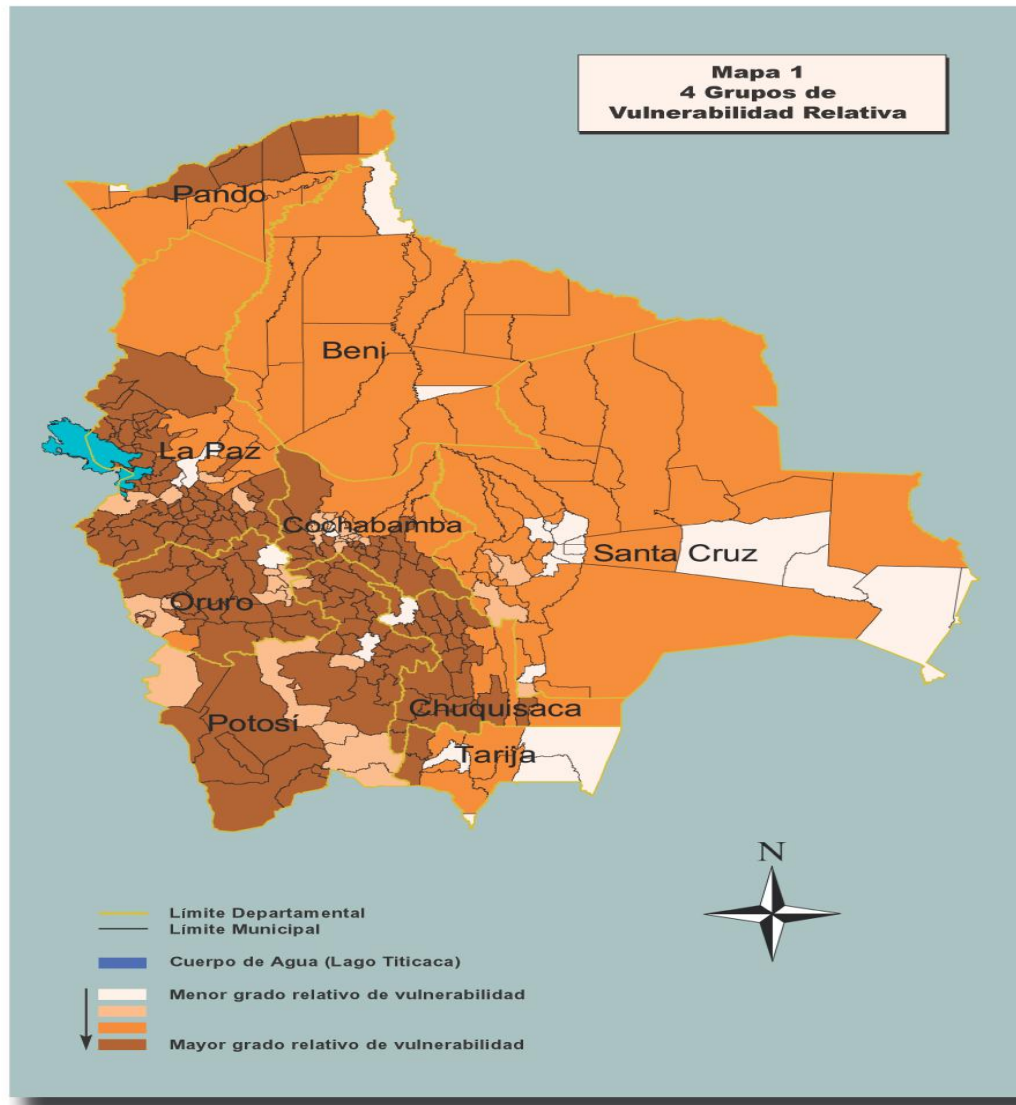 Mapa 1
4 Grupos de
Vulnerabilidad Relativa
Pando
Beni
La Paz
Cochabamba
Santa Cruz
Oruro
Potosí
Chuquisaca
Tarija
N
Límite Departamental
Límite Municipal
Cuerpo de Agua (Lago Titicaca)
Menor grado relativo de vulnerabilidad
Mayor grado relativo de vulnerabilidad